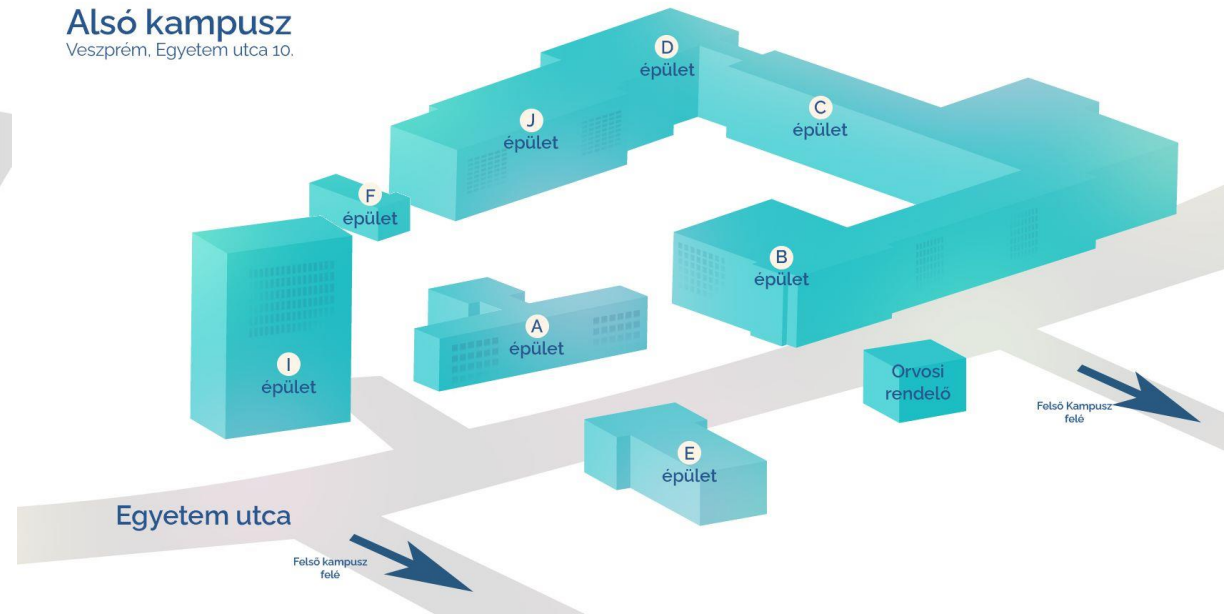 Alsó kampusz
Veszprém, Egyetem utca 10.
D
épület
C
épület
J
épület
F
épület
B
épület
A
épület
I
épület
Orvosi
rendelő
Felső Kampusz
felé
E
épület
Egyetem utca
Felső kampusz
felé